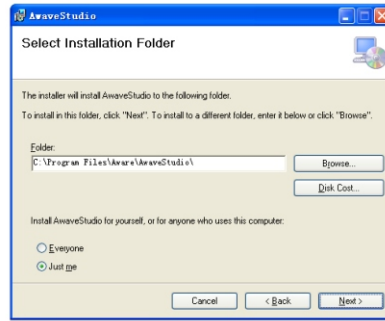 AwaveStudio
Select Installation Folder
The installer will install AwaveStudio to the following folder.
To install in this folder, click "Next". To install to a different folder, enter it below or click "Browse".
Folder:
C:\Program Files\Aware\AwaveStudio\
Browse...
Disk Cost...
Install AwaveStudio for yourself, or for anyone who uses this computer:
Everyone
Just me
Cancel
< Back
Next >